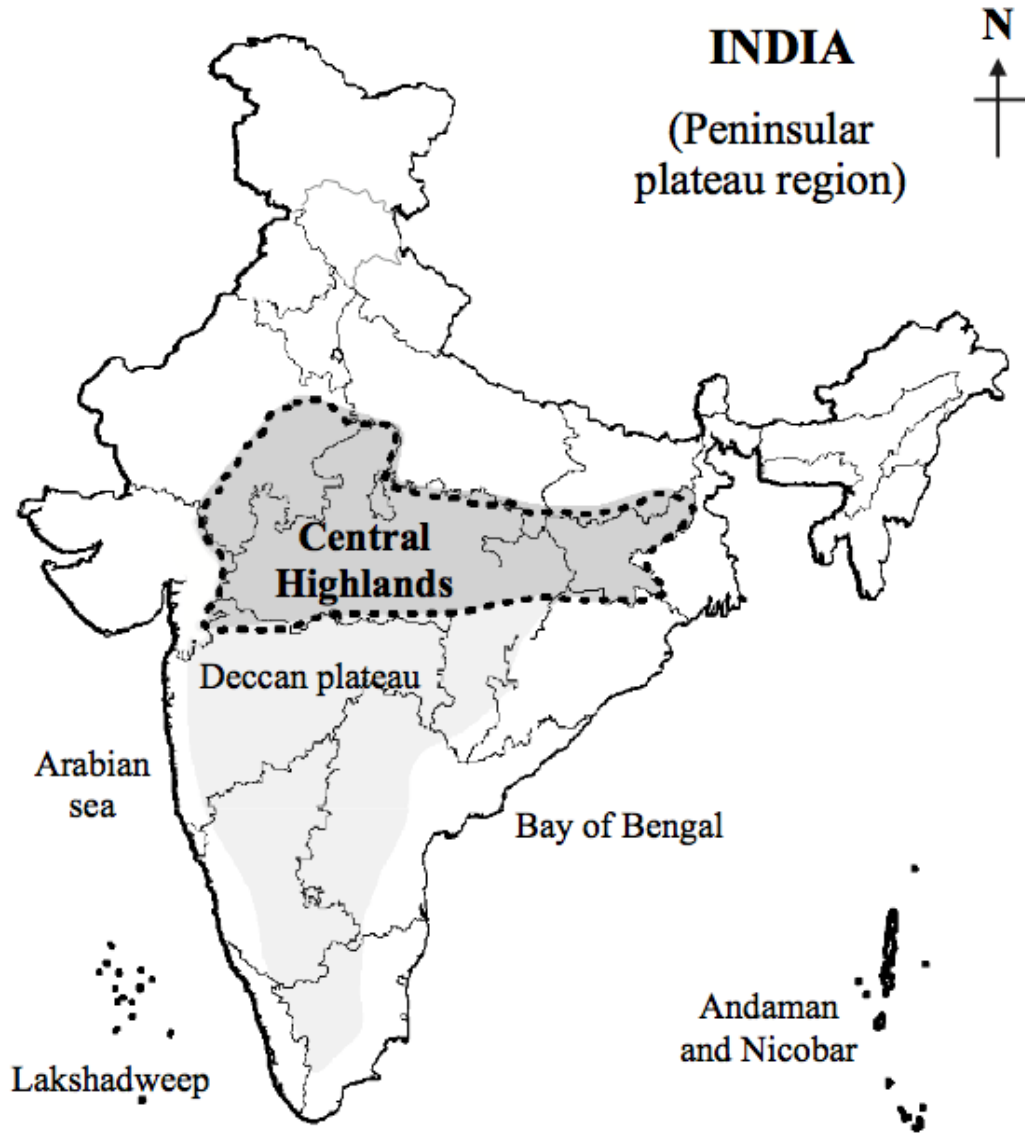 INDIA
N
(Peninsular
plateau region)
Central
Highlands
Deccan plateau
Arabian
sea
Bay of Bengal
Andaman
and Nicobar
Lakshadweep